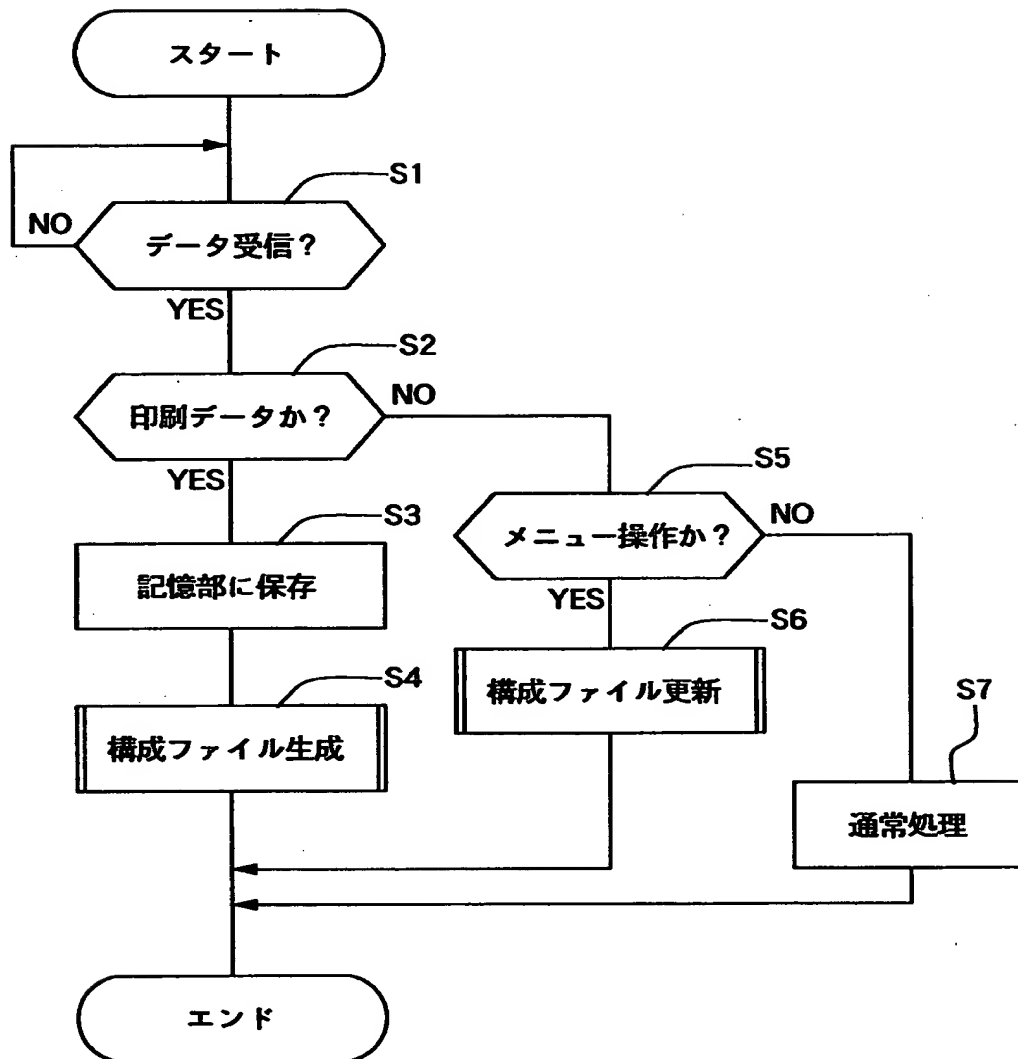 スタート
S1
NO
データ受信？
YES
S2
印刷データか？
NO
YES
S5
メニュー操作か？
NO
S3
記憶部に保存
YES
S6
構成ファイル更新
S4
構成ファイル生成
S7
通常処理
エンド